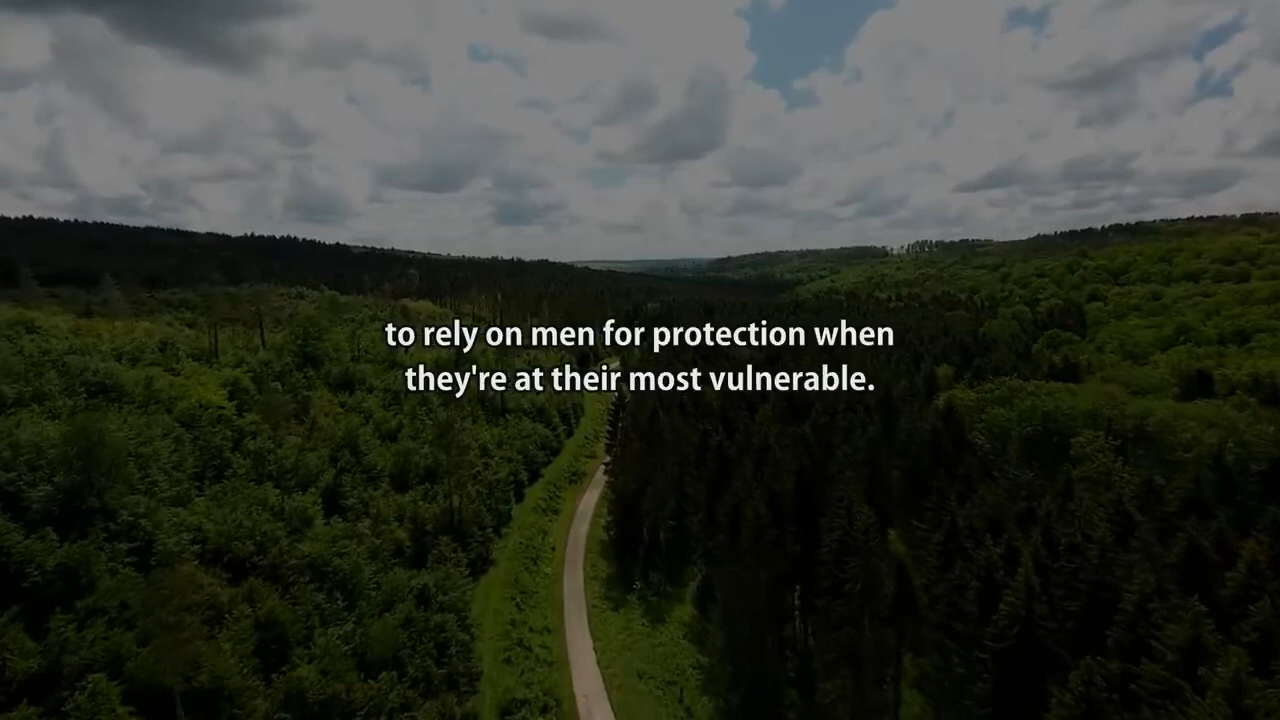 to rely on men for protection when
they're at their most vulnerable.